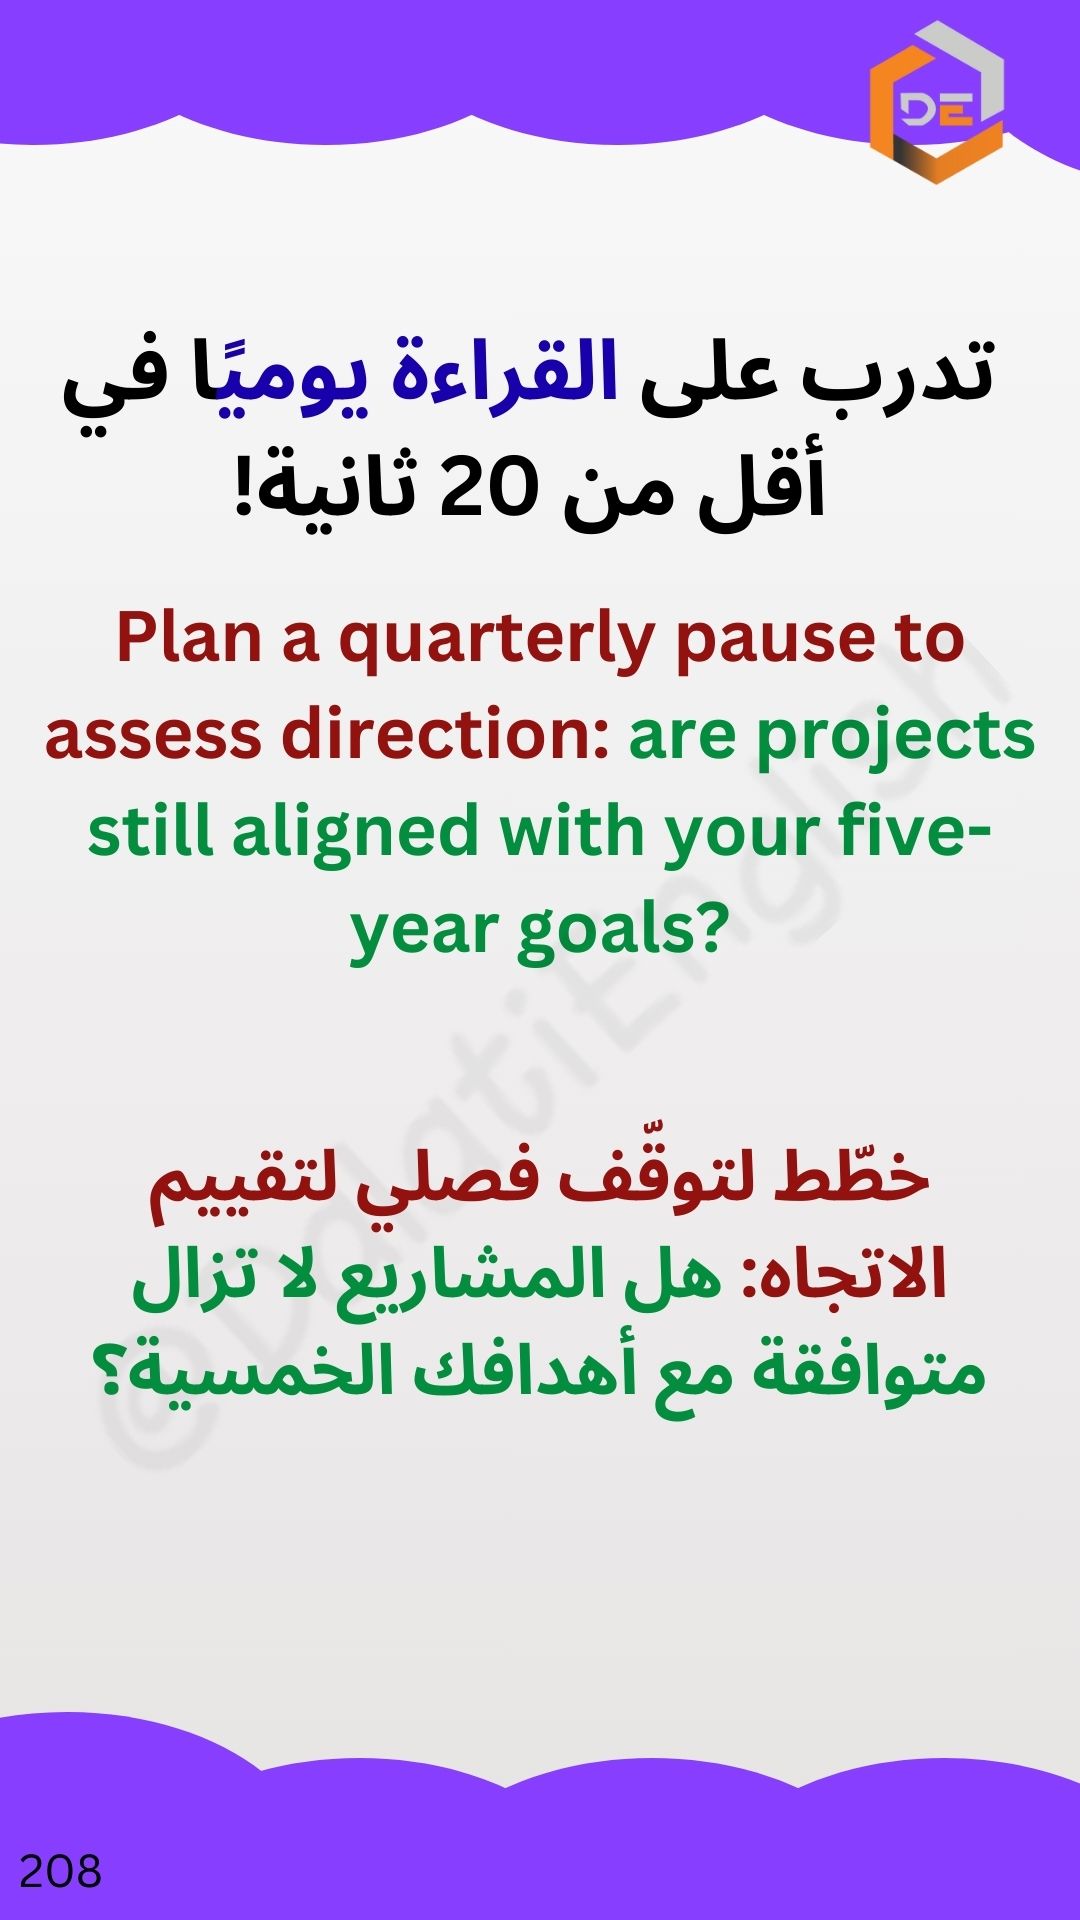 DE
تدرب على القراءة يوميًا في
أقل من 20 ثانية!
Plan a quarterly pause to
assess direction: are projects
still aligned with your five-
year goals?
خطّط لتوقّف فصلي لتقييم
الاتجاه: هل المشاريع لا تزال
متوافقة مع أهدافك الخمسية؟
@DalatiEnglish
208